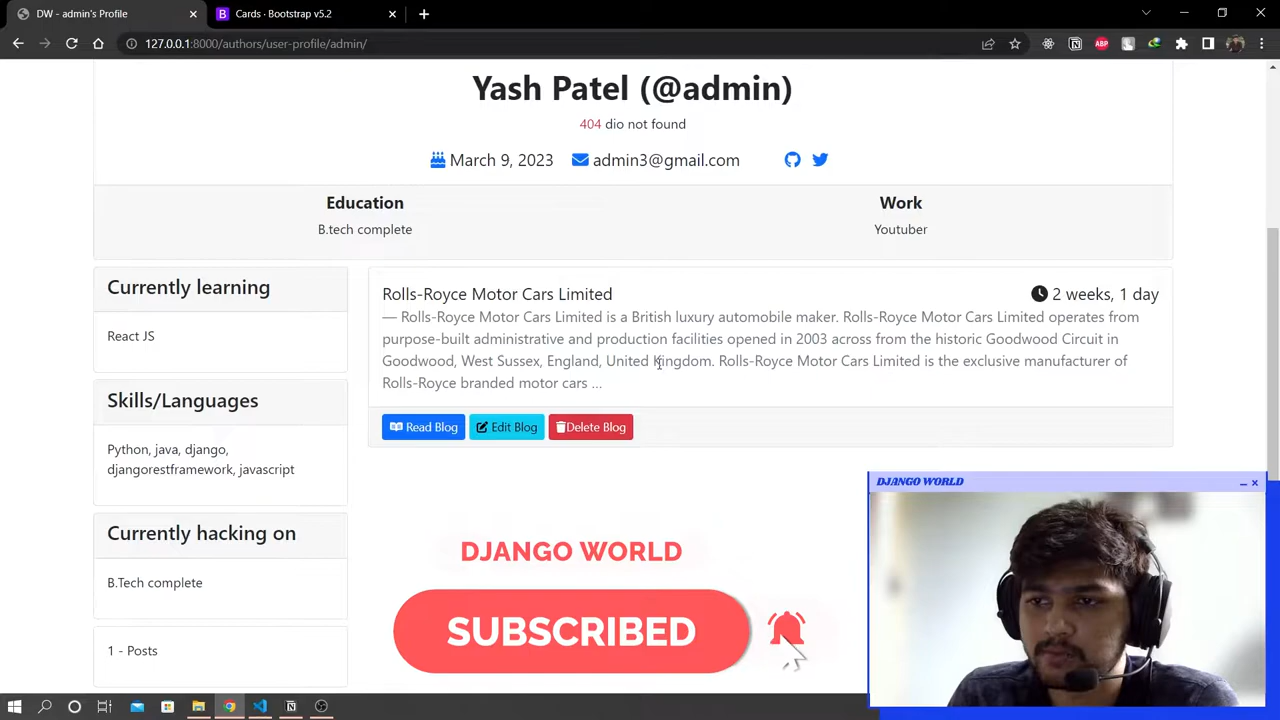 DW - admin's Profile
Cards · Bootstrap v5.2
127.0.0.1:8000/authors/user-profile/admin/
ABP
Yash Patel (@admin)
404 dio not found
March 9, 2023 admin3@gmail.com
Education
B.tech complete
Work
Youtuber
Currently learning
React JS
Skills/Languages
Python, java, django,
djangorestframework, javascript
Currently hacking on
B.Tech complete
1 - Posts
Rolls-Royce Motor Cars Limited
2 weeks, 1 day
— Rolls-Royce Motor Cars Limited is a British luxury automobile maker. Rolls-Royce Motor Cars Limited operates from
purpose-built administrative and production facilities opened in 2003 across from the historic Goodwood Circuit in
Goodwood, West Sussex, England, United Kingdom. Rolls-Royce Motor Cars Limited is the exclusive manufacturer of
Rolls-Royce branded motor cars ...
Read Blog
Edit Blog
Delete Blog
DJANGO WORLD
SUBSCRIBED
DJANGO WORLD